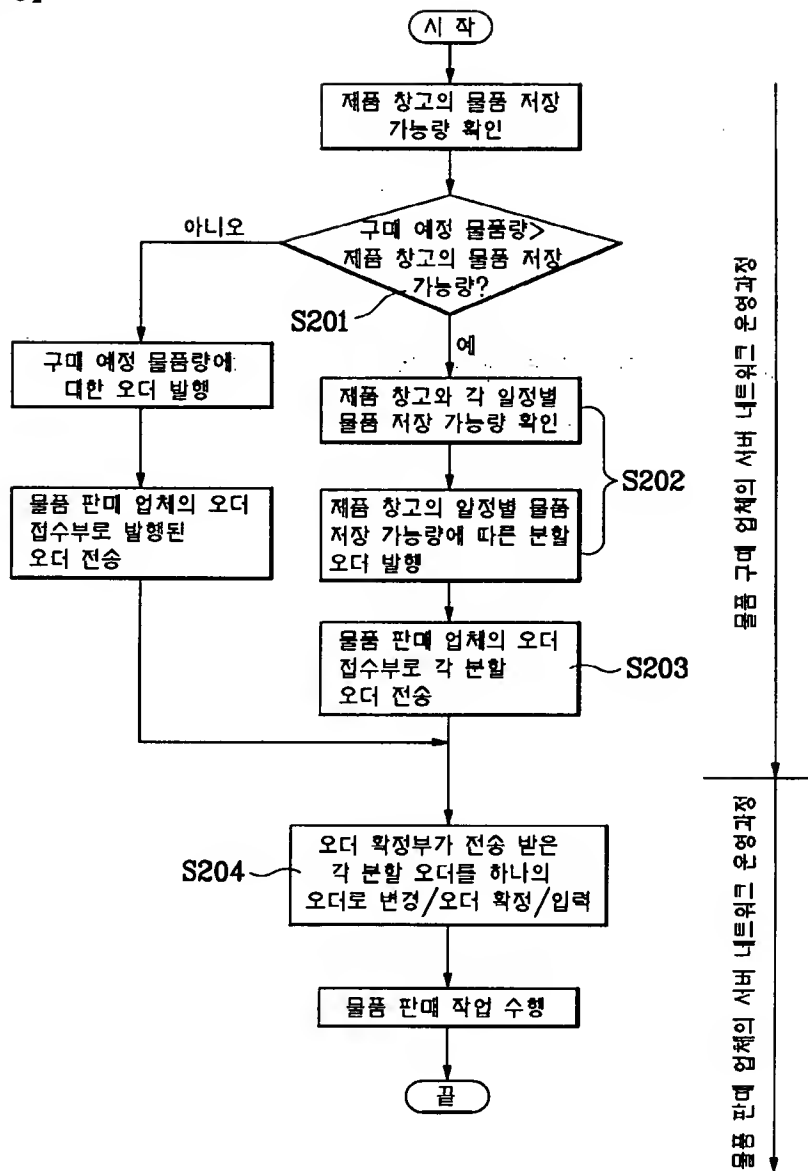 시 작
제품 창고의 물품 저장
가능량 확인
아니오
구매 예정 물품량>
제품 창고의 물품 저장
가능량?
S201
예
구매 예정 물품량에
대한 오더 발행
제품 창고와 각 일정별
물품 저장 가능량 확인
S202
물품 판매 업체의 오더
접수부로 발행된
오더 전송
제품 창고의 일정별 물품
저장 가능량에 따른 분할
오더 발행
물품 판매 업체의 오더
접수부로 각 분할
오더 전송
S203
물품 구매 업체의 서버 네트워크 운영과정
S204
오더 확정부가 전송 받은
각 분할 오더를 하나의
오더로 변경/오더 확정/입력
물품 판매 작업 수행
끝
물품 판매 업체의 서버 네트워크 운영과정